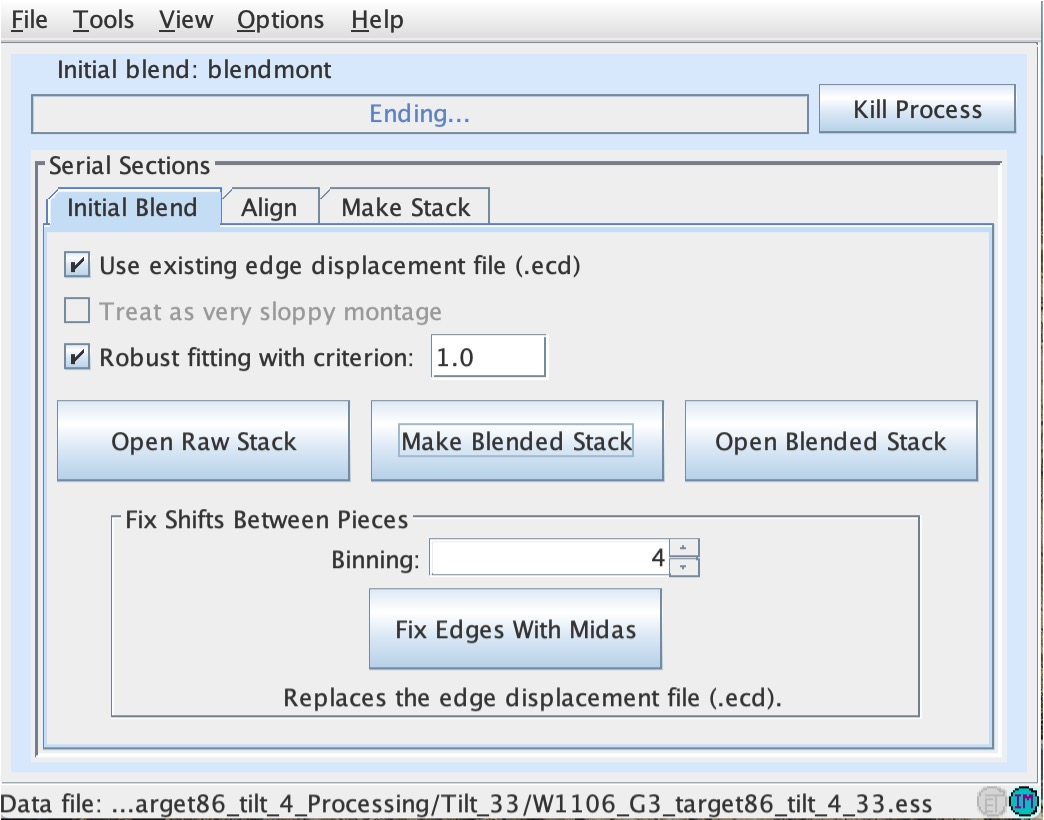 File Tools View Options Help
Initial blend: blendmont
Ending...
Kill Process
Serial Sections
Initial Blend Align Make Stack
Use existing edge displacement file (.ecd)
Treat as very sloppy montage
Robust fitting with criterion: 1.0
Open Raw Stack Make Blended Stack Open Blended Stack
Fix Shifts Between Pieces
Binning: 4
Fix Edges With Midas
Replaces the edge displacement file (.ecd).
Data file: ...arget86_tilt_4_Processing/Tilt_33/W1106_G3_target86_tilt_4_33.ess ET IM